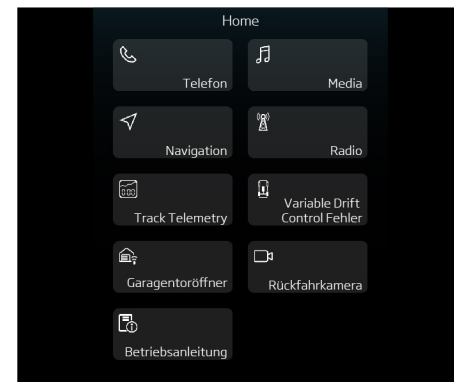 Home
Telefon
Media
Navigation
Radio
Track Telemetry
Variable Drift
Control Fehler
Garagentoröffner
Rückfahrkamera
Betriebsanleitung